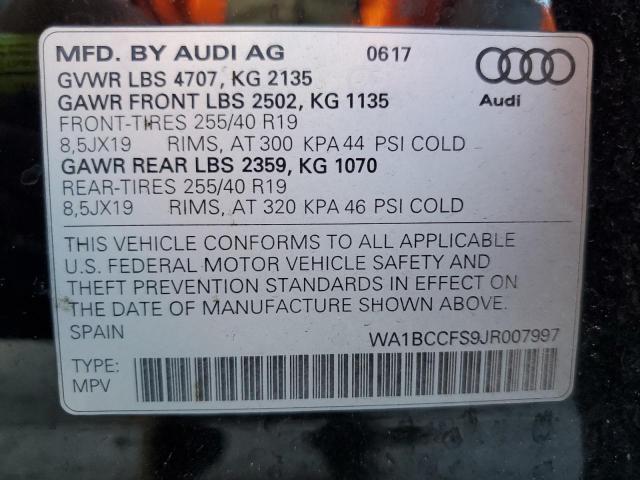 MFD. BY AUDI AG 0617
GVWR LBS 4707, KG 2135
GAWR FRONT LBS 2502, KG 1135
Audi
FRONT-TIRES 255/40 R19
8,5JX19 RIMS, AT 300 KPA 44 PSI COLD
GAWR REAR LBS 2359, KG 1070
REAR-TIRES 255/40 R19
8,5JX19 RIMS, AT 320 KPA 46 PSI COLD
THIS VEHICLE CONFORMS TO ALL APPLICABLE
U.S. FEDERAL MOTOR VEHICLE SAFETY AND
THEFT PREVENTION STANDARDS IN EFFECT ON
THE DATE OF MANUFACTURE SHOWN ABOVE.
SPAIN WA1BCCFS9JR007997
TYPE:
MPV